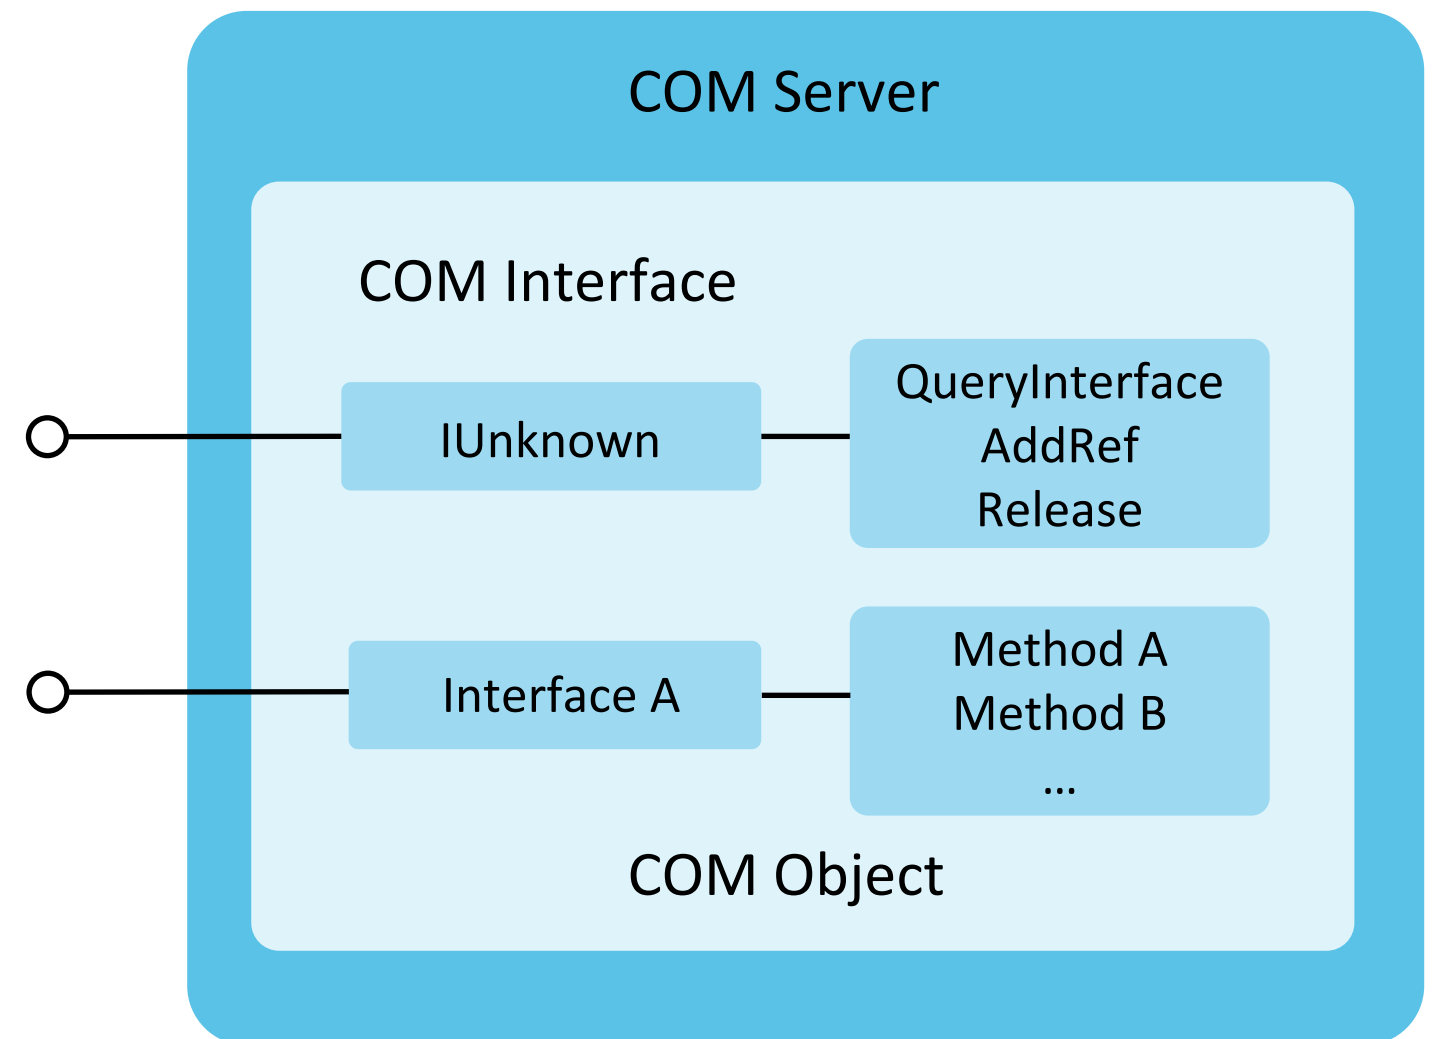 COM Server
COM Interface
IUnknown
QueryInterface
AddRef
Release
Interface A
Method A
Method B
...
COM Object